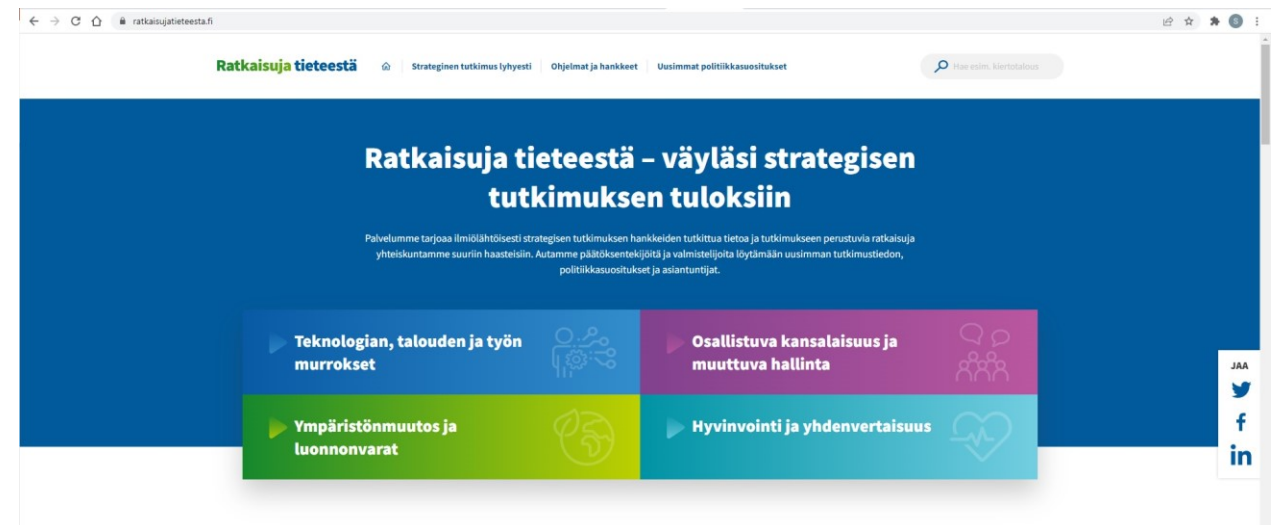 ratkaisujatieteesta.fi
S
Ratkaisuja tieteestä
Strateginen tutkimus lyhyesti
Ohjelmat ja hankkeet
Uusimmat politiikkasuositukset
Hae esim. kiertotalous
Ratkaisuja tieteestä – väyläsi strategisen
tutkimuksen tuloksiin
Palvelumme tarjoaa ilmiölähtöisesti strategisen tutkimuksen hankkeiden tutkittua tietoa ja tutkimukseen perustuvia ratkaisuja
yhteiskuntamme suuriin haasteisiin. Autamme päätöksentekijöitä ja valmistelijoita löytämään uusimman tutkimustiedon,
politiikkasuositukset ja asiantuntijat.
Teknologian, talouden ja työn
murrokset
Osallistuva kansalaisuus ja
muuttuva hallinta
Ympäristönmuutos ja
luonnonvarat
Hyvinvointi ja yhdenvertaisuus
JAA